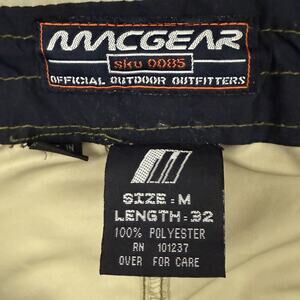 MACGEAR
sku 0085
OFFICIAL OUTDOOR OUTFITTERS
SIZE: M
LENGTH: 32
100% POLYESTER
RN 101237
OVER FOR CARE